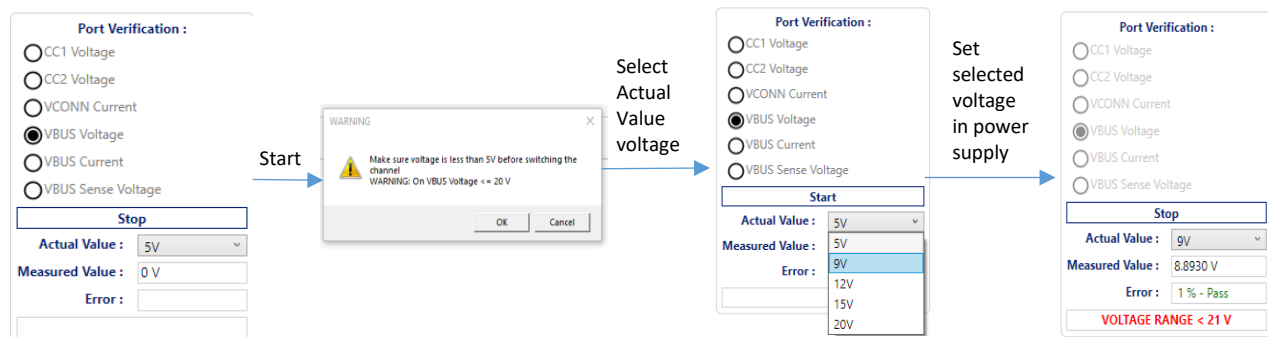 Port Verification :
CC1 Voltage
CC2 Voltage
VCONN Current
VBUS Voltage
VBUS Current
VBUS Sense Voltage
Stop
Actual Value : 5V
Measured Value : 0 V
Error :
Start
WARNING
Make sure voltage is less than 5V before switching the
channel
WARNING: On VBUS Voltage <= 20 V
OK Cancel
Select
Actual
Value
voltage
Port Verification :
CC1 Voltage
CC2 Voltage
VCONN Current
VBUS Voltage
VBUS Current
VBUS Sense Voltage
Start
Actual Value : 5V
Measured Value : 5V
Error : 9V
12V
15V
20V
Set
selected
voltage
in power
supply
Port Verification :
CC1 Voltage
CC2 Voltage
VCONN Current
VBUS Voltage
VBUS Current
VBUS Sense Voltage
Stop
Actual Value : 9V
Measured Value : 8.8930 V
Error : 1 % - Pass
VOLTAGE RANGE < 21 V